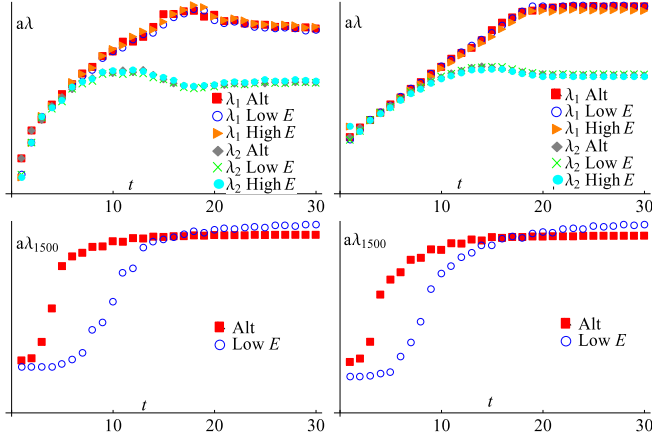 aλ
λ₁ Alt
λ₁ Low E
λ₁ High E
λ₂ Alt
λ₂ Low E
λ₂ High E
t
10 20 30
aλ
λ₁ Alt
λ₁ Low E
λ₁ High E
λ₂ Alt
λ₂ Low E
λ₂ High E
t
10 20 30
aλ₁₅₀₀
Alt
Low E
t
10 20 30
aλ₁₅₀₀
Alt
Low E
t
10 20 30